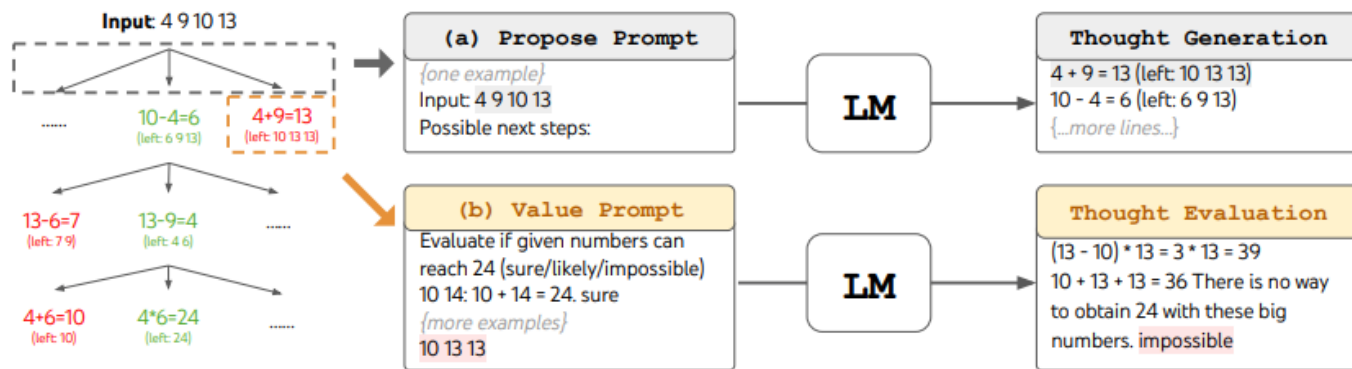 Input: 4 9 10 13
......
10-4=6
(left: 6 9 13)
4+9=13
(left: 10 13 13)
13-6=7
(left: 7 9)
13-9=4
(left: 4 6)
......
4+6=10
(left: 10)
4*6=24
(left: 24)
......
(a) Propose Prompt
{one example}
Input: 4 9 10 13
Possible next steps:
LM
Thought Generation
4 + 9 = 13 (left: 10 13 13)
10 - 4 = 6 (left: 6 9 13)
{...more lines...}
(b) Value Prompt
Evaluate if given numbers can
reach 24 (sure/likely/impossible)
10 14: 10 + 14 = 24. sure
{more examples}
10 13 13
LM
Thought Evaluation
(13 - 10) * 13 = 3 * 13 = 39
10 + 13 + 13 = 36 There is no way
to obtain 24 with these big
numbers. impossible